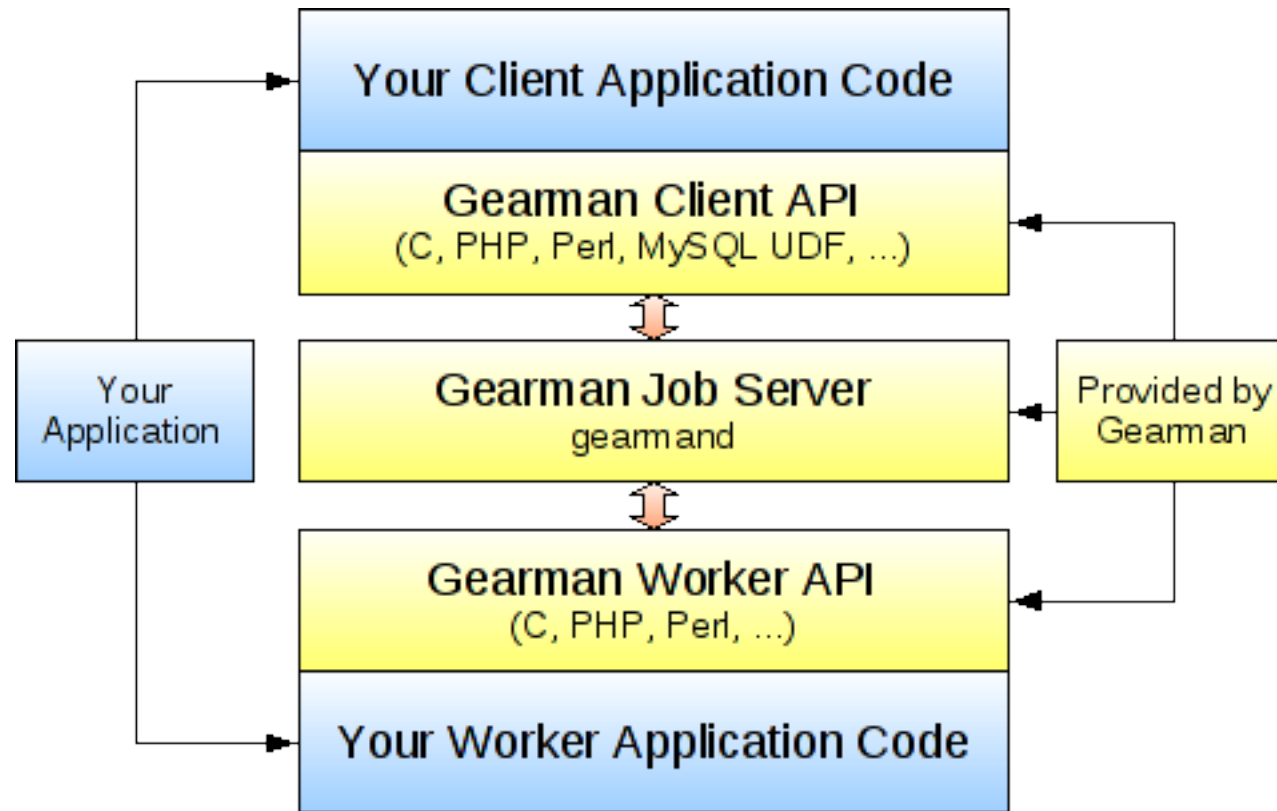 Your Client Application Code
Gearman Client API
(C, PHP, Perl, MySQL UDF, ...)
Your
Application
Gearman Job Server
gearmand
Provided by
Gearman
Gearman Worker API
(C, PHP, Perl, ...)
Your Worker Application Code